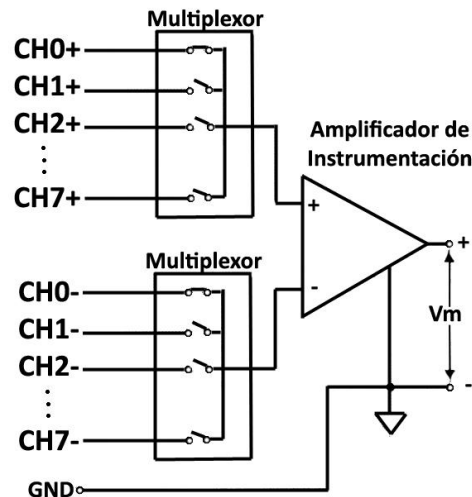 Multiplexor
CH0+
CH1+
CH2+
CH7+
Amplificador de
Instrumentación
+
-
+
Vm
-
Multiplexor
CH0-
CH1-
CH2-
CH7-
GND